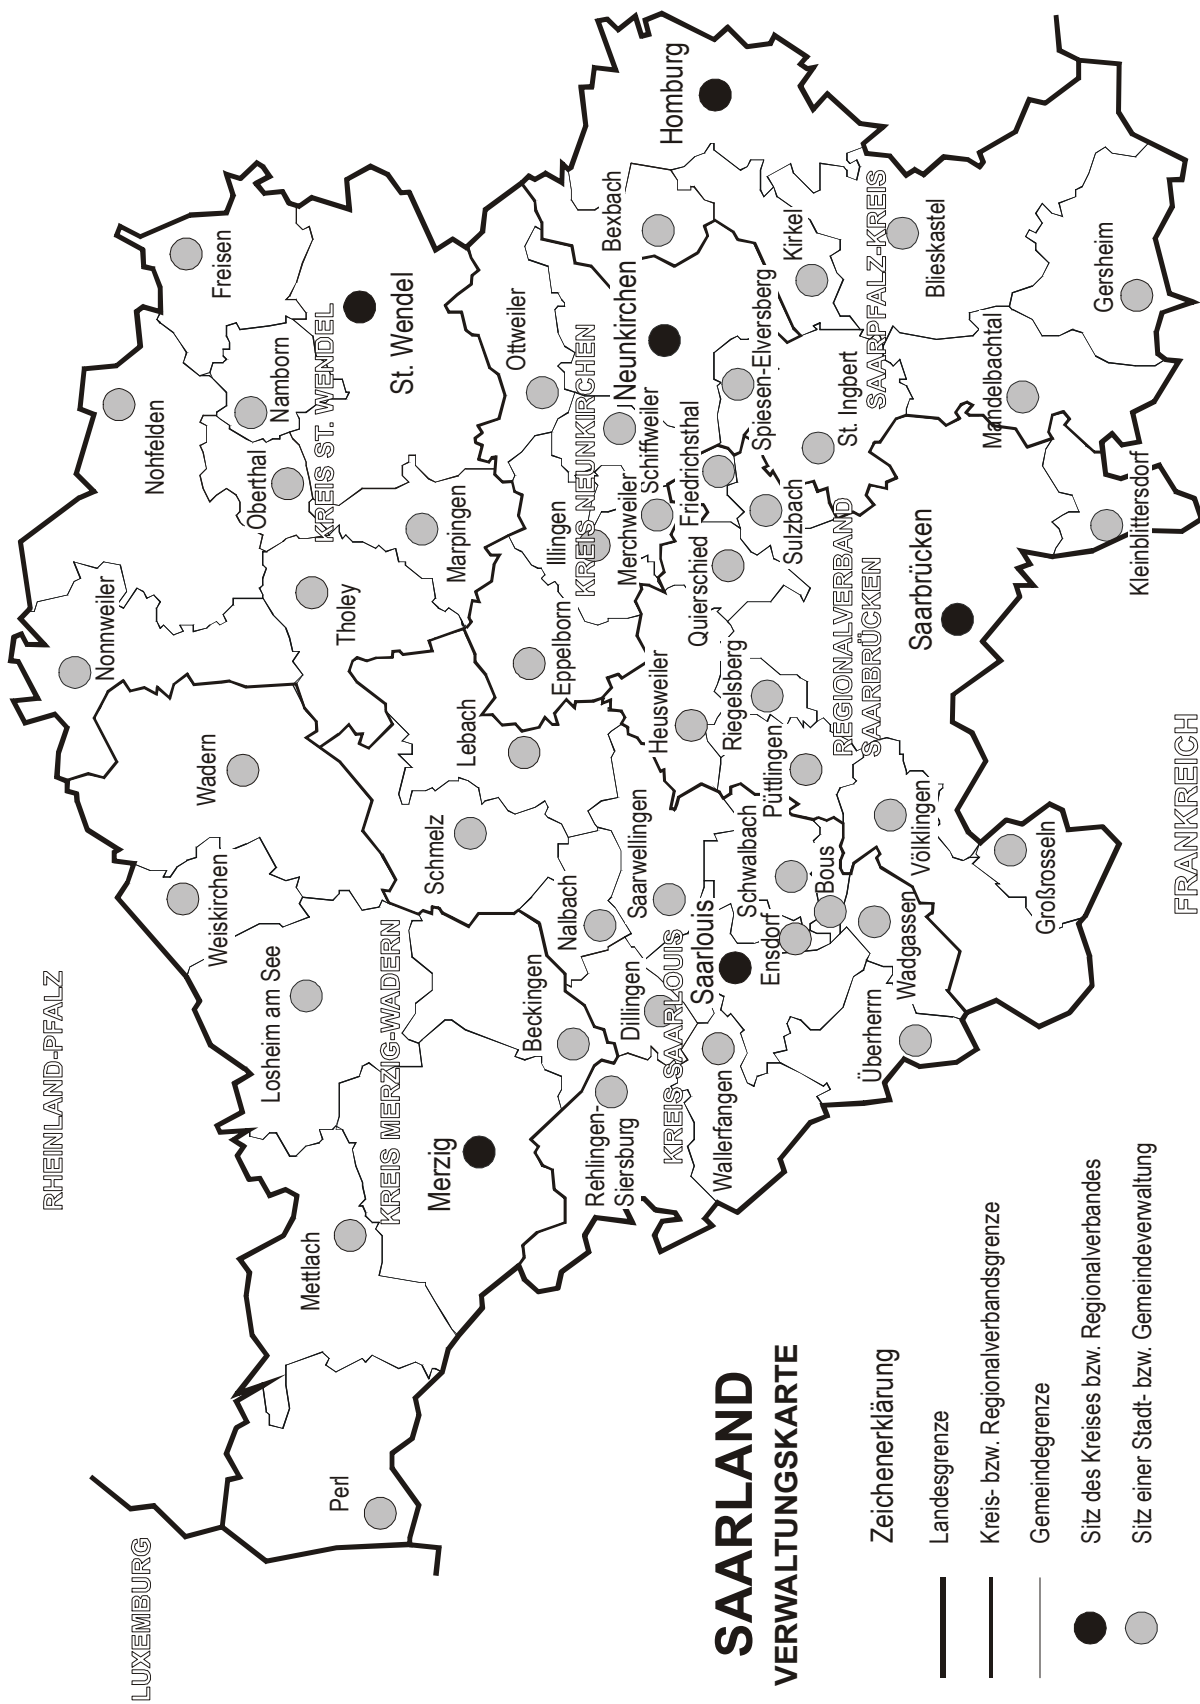 LUXEMBURG
RHEINLAND-PFALZ
FRANKREICH
Perl
Mettlach
Losheim am See
Weiskirchen
Wadern
Nonnweiler
Nohfelden
Freisen
KREIS MERZIG-WADERN
Merzig
Beckingen
Schmelz
Lebach
Tholey
Oberthal
Namborn
KREIS ST. WENDEL
St. Wendel
Marpingen
Rehlingen-
Siersburg
Dillingen
Nalbach
Saarwellingen
KREIS SAARLOUIS
Saarlouis
Wallerfangen
Ensdorf
Schwalbach
Bous
Überherrn
Wadgassen
Eppelborn
Illingen
Ottweiler
KREIS NEUNKIRCHEN
Merchweiler
Schiffweiler
Neunkirchen
Spiesen-Elversberg
Heusweiler
Riegelsberg
Quierschied
Friedrichsthal
Sulzbach
Püttlingen
Völklingen
REGIONALVERBAND
SAARBRÜCKEN
Saarbrücken
Großrosseln
Kleinblittersdorf
Bexbach
Homburg
Kirkel
St. Ingbert
SAARPFALZ-KREIS
Blieskastel
Mandelbachtal
Gersheim
SAARLAND
VERWALTUNGSKARTE
Zeichenerklärung
Landesgrenze
Kreis- bzw. Regionalverbandsgrenze
Gemeindegrenze
Sitz des Kreises bzw. Regionalverbandes
Sitz einer Stadt- bzw. Gemeindeverwaltung